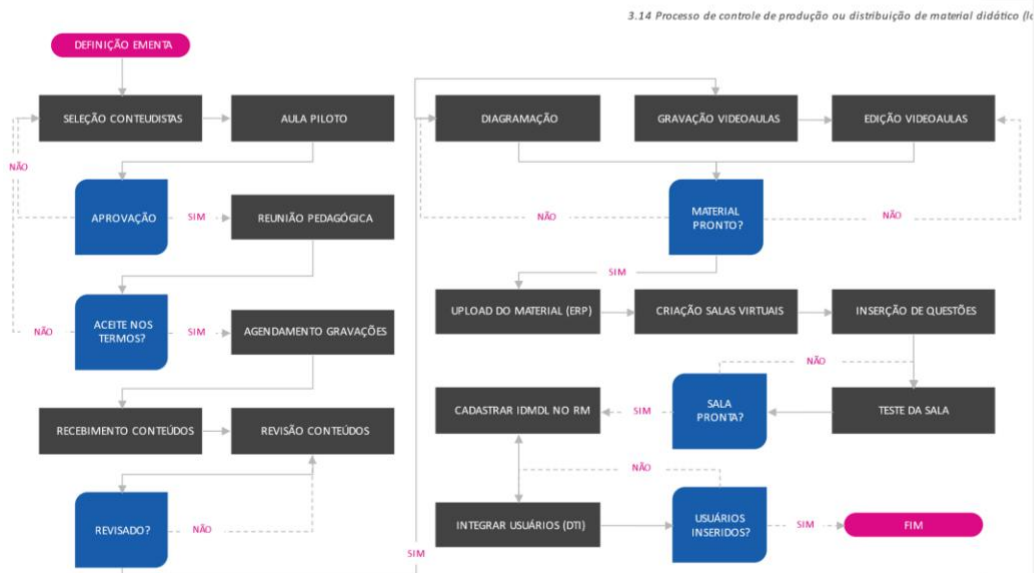 3.14 Processo de controle de produção ou distribuição de material didático
DEFINIÇÃO EMENTA
SELEÇÃO CONTEUDISTAS
AULA PILOTO
NÃO
APROVAÇÃO
SIM
REUNIÃO PEDAGÓGICA
NÃO
ACEITE NOS
TERMOS?
SIM
AGENDAMENTO GRAVAÇÕES
RECEBIMENTO CONTEÚDOS
REVISÃO CONTEÚDOS
REVISADO?
NÃO
SIM
DIAGRAMAÇÃO
GRAVAÇÃO VIDEOAULAS
EDIÇÃO VIDEOAULAS
NÃO
MATERIAL
PRONTO?
NÃO
SIM
UPLOAD DO MATERIAL (ERP)
CRIAÇÃO SALAS VIRTUAIS
INSERÇÃO DE QUESTÕES
NÃO
CADASTRAR IDMDL NO RM
SIM
SALA
PRONTA?
TESTE DA SALA
NÃO
INTEGRAR USUÁRIOS (DTI)
USUÁRIOS
INSERIDOS?
SIM
FIM